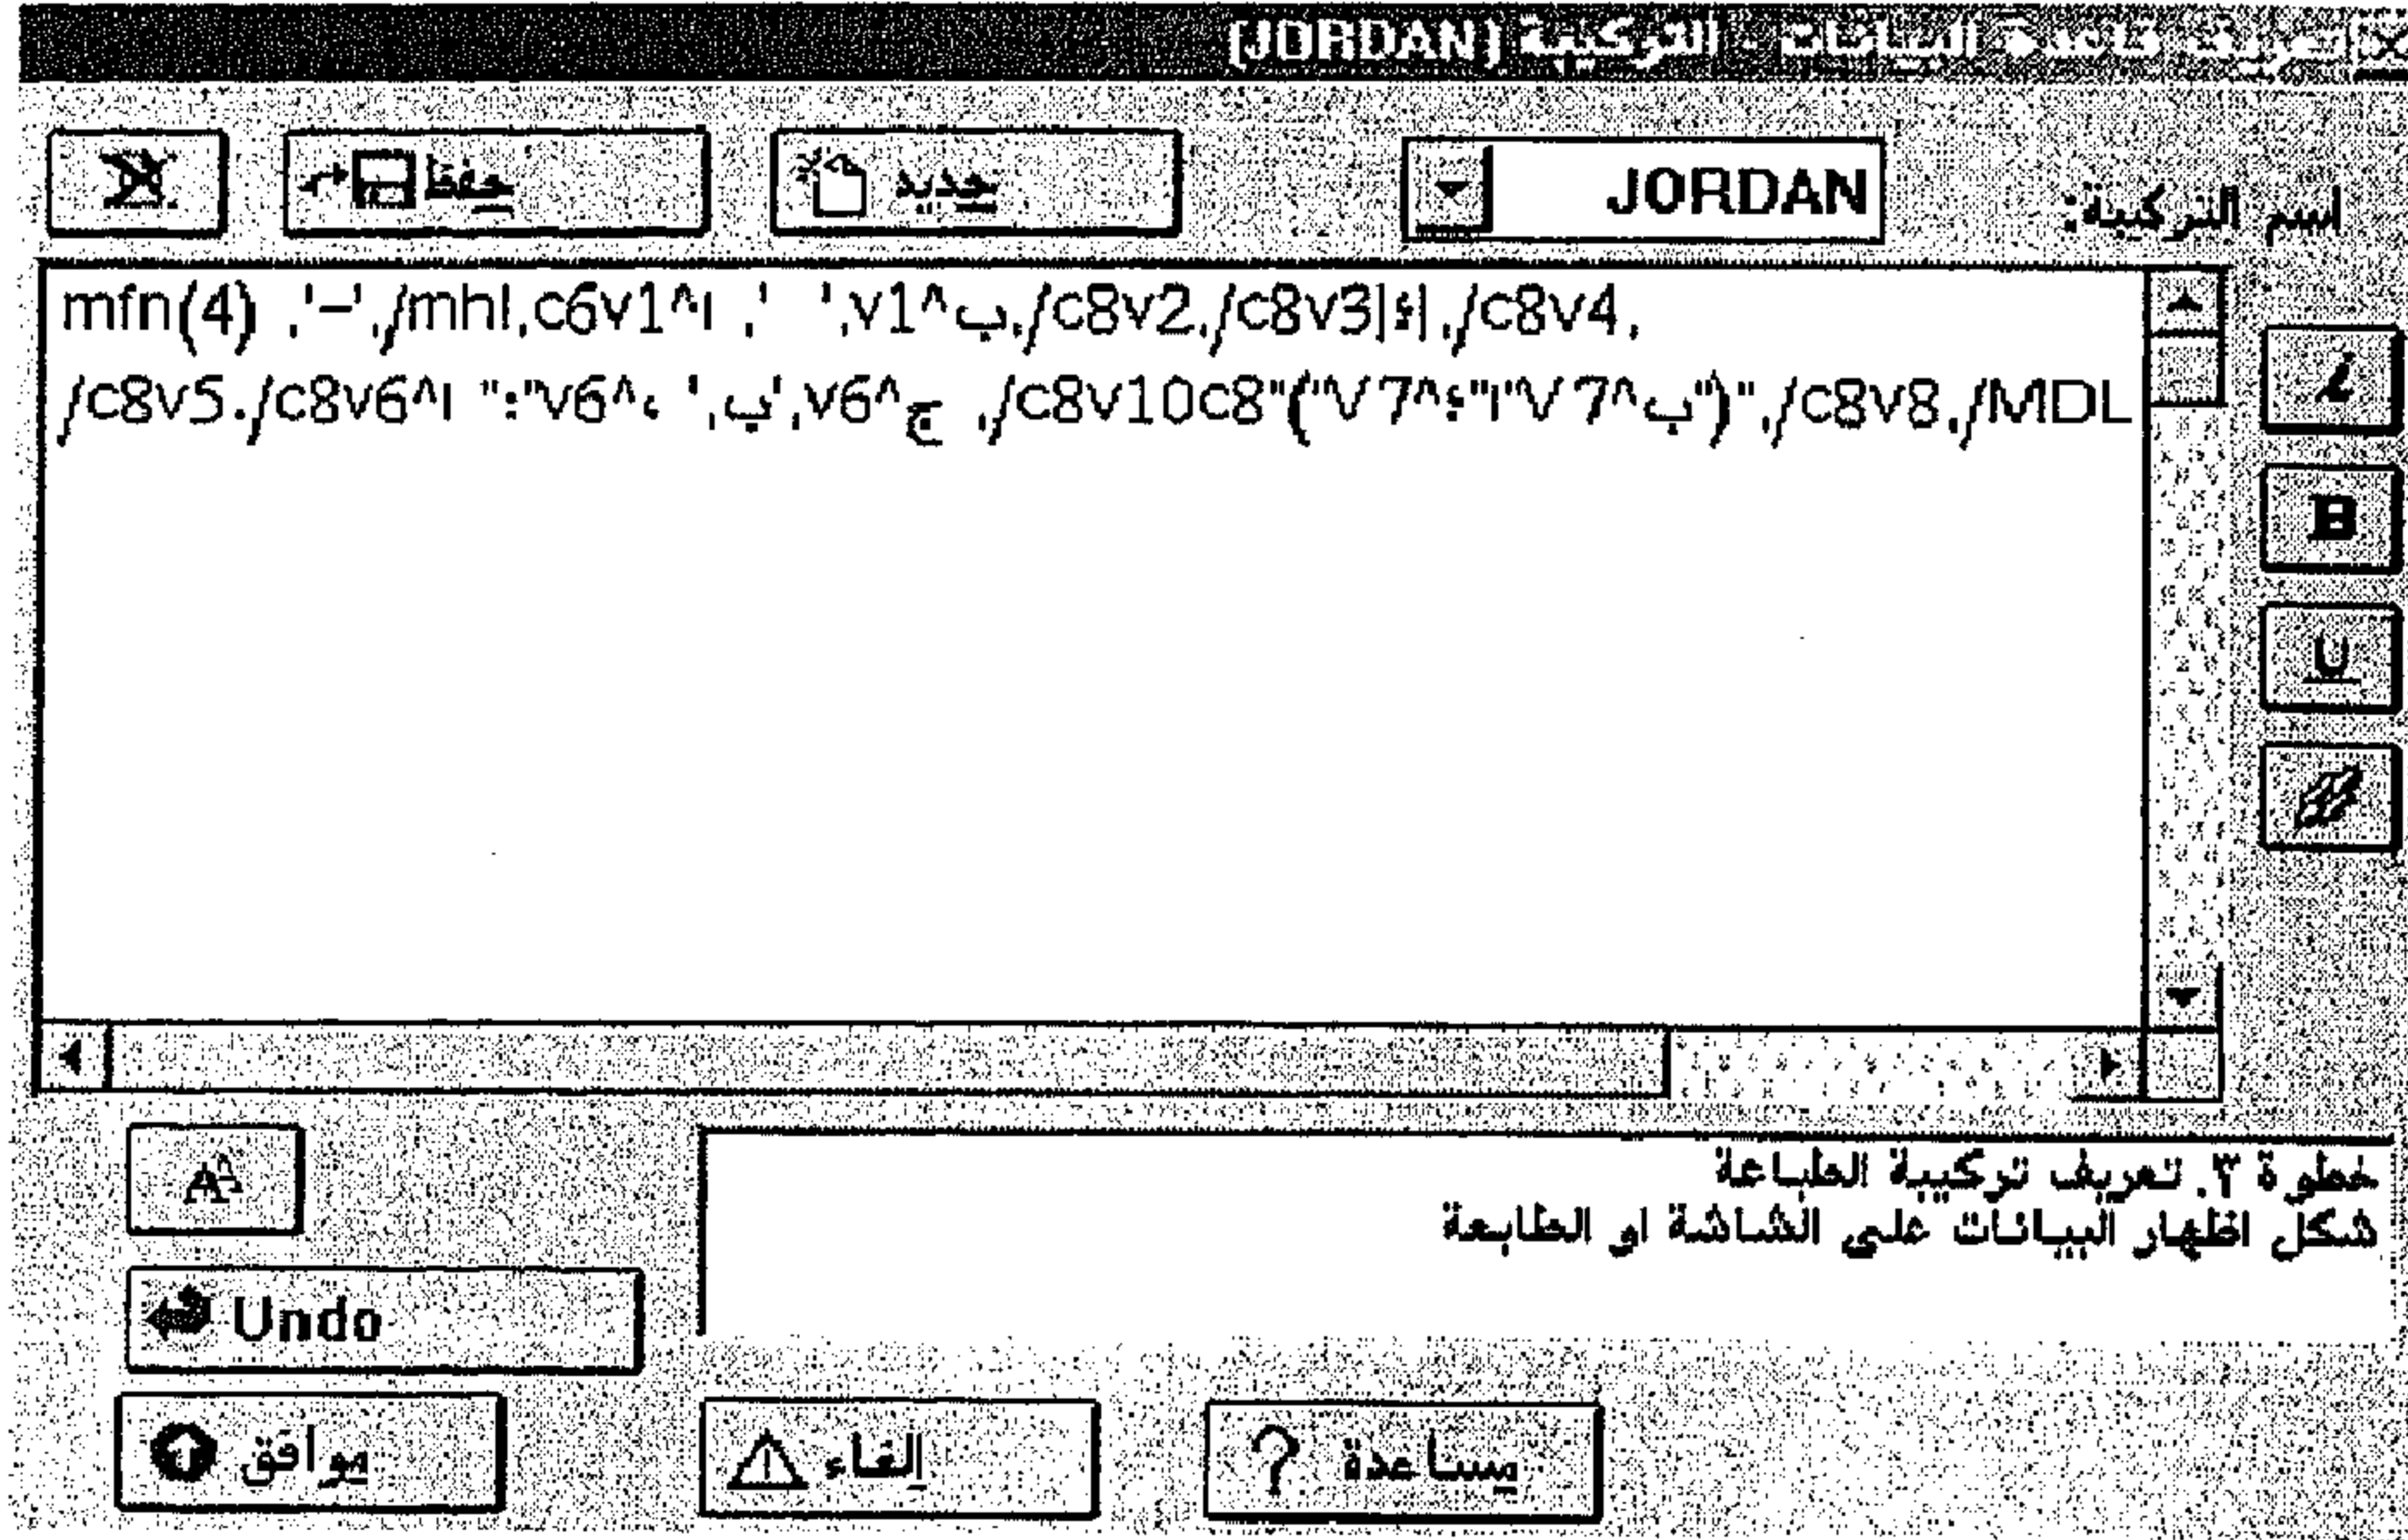 تعريف قاعدة البيانات - التركيبة (JORDAN)
اسم التركيبة:
JORDAN
جديد
حفظ
mfn(4) ,'-',/mhl,c6v1^ا ,' ',v1^ب,/c8v2,/c8v3|ء|,/c8v4,
/c8v5./c8v6^ا ":"v6^ء ',ب',v6^ج ,/c8v10c8"("V7^ء"ا"V7^ب")",/c8v8,/MDL
i
B
U
خطوة ٣. تعريف تركيبة الطباعة
شكل اظهار البيانات على الشاشة او الطابعة
AA
Undo
مساعدة
إلغاء
موافق